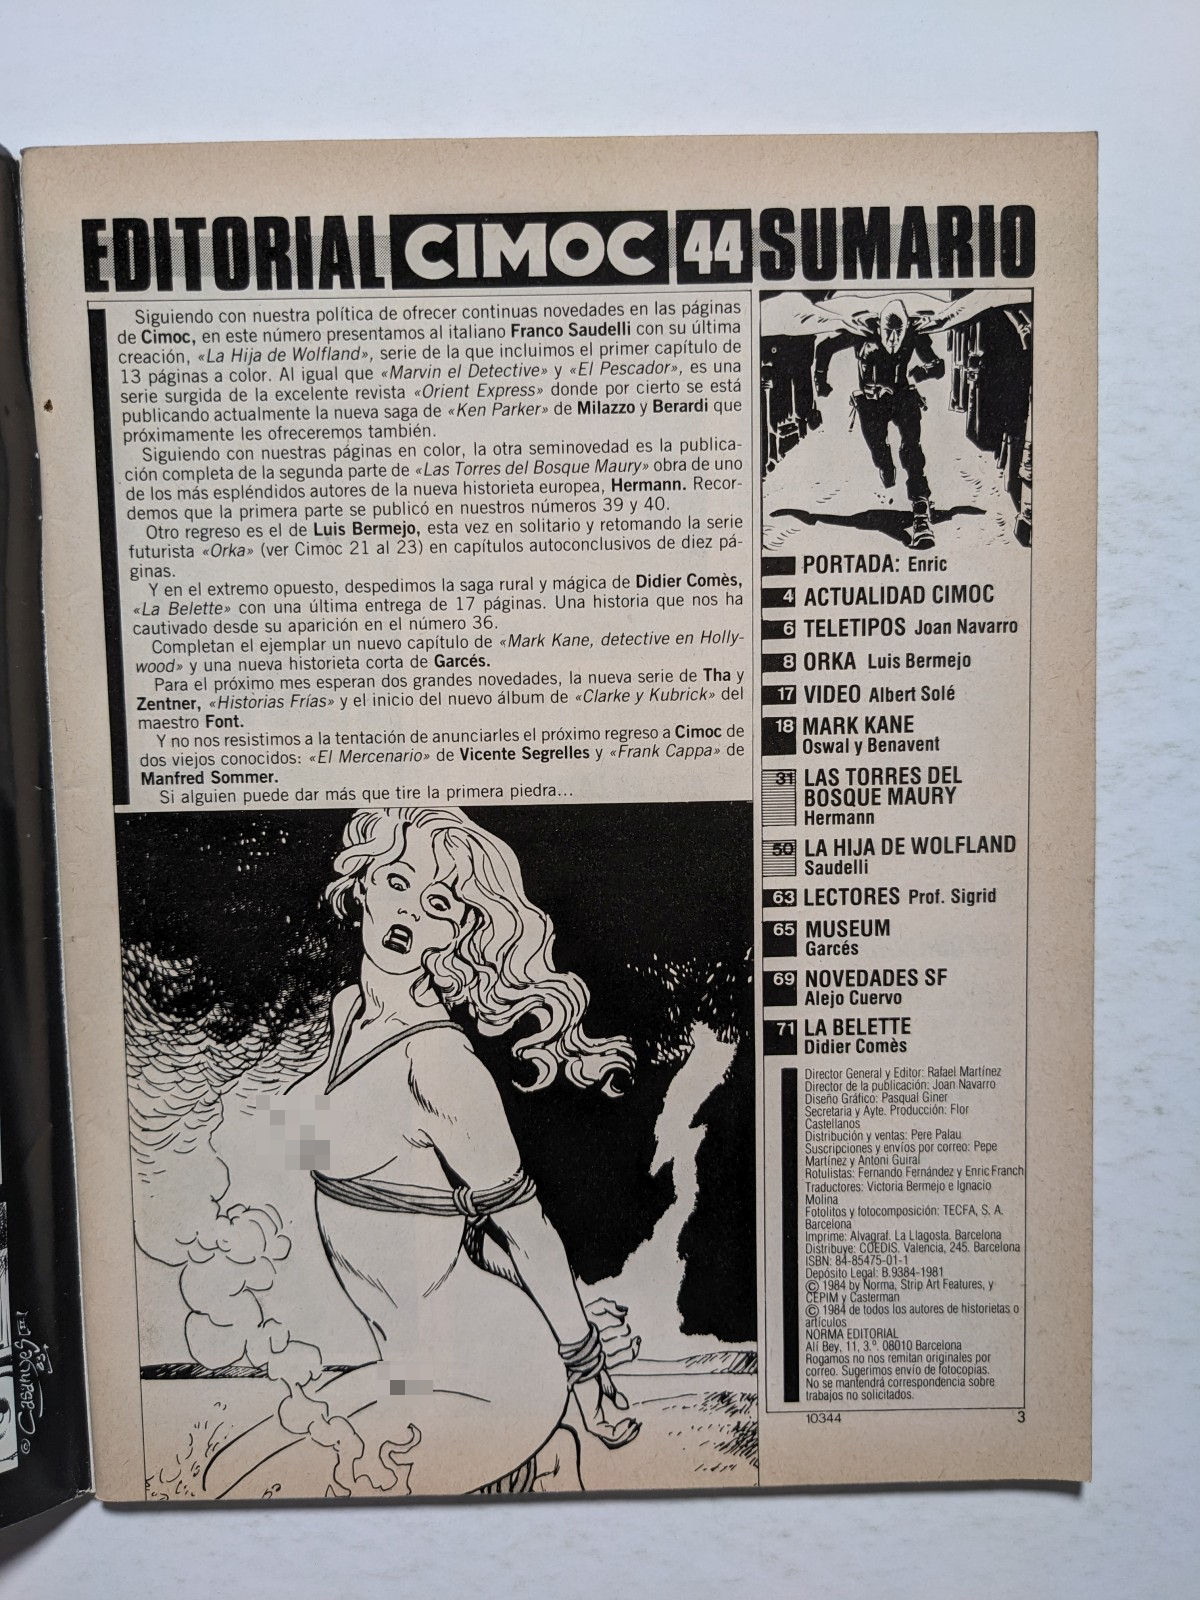 EDITORIAL CIMOC 44 SUMARIO
Siguiendo con nuestra política de ofrecer continuas novedades en las páginas
de Cimoc, en este número presentamos al italiano Franco Saudelli con su última
creación, «La Hija de Wolfland», serie de la que incluimos el primer capítulo de
13 páginas a color. Al igual que «Marvin el Detective» y «El Pescador», es una
serie surgida de la excelente revista «Orient Express» donde por cierto se está
publicando actualmente la nueva saga de «Ken Parker» de Milazzo y Berardi que
próximamente les ofreceremos también.
Siguiendo con nuestras páginas en color, la otra seminovedad es la publica-
ción completa de la segunda parte de «Las Torres del Bosque Maury» obra de uno
de los más espléndidos autores de la nueva historieta europea, Hermann. Recor-
demos que la primera parte se publicó en nuestros números 39 y 40.
Otro regreso es el de Luis Bermejo, esta vez en solitario y retomando la serie
futurista «Orka» (ver Cimoc 21 al 23) en capítulos autoconclusivos de diez pá-
ginas.
Y en el extremo opuesto, despedimos la saga rural y mágica de Didier Comès,
«La Belette» con una última entrega de 17 páginas. Una historia que nos ha
cautivado desde su aparición en el número 36.
Completan el ejemplar un nuevo capítulo de «Mark Kane, detective en Holly-
wood» y una nueva historieta corta de Garcés.
Para el próximo mes esperan dos grandes novedades, la nueva serie de Tha y
Zentner, «Historias Frías» y el inicio del nuevo álbum de «Clarke y Kubrick» del
maestro Font.
Y no nos resistimos a la tentación de anunciarles el próximo regreso a Cimoc de
dos viejos conocidos: «El Mercenario» de Vicente Segrelles y «Frank Cappa» de
Manfred Sommer.
Si alguien puede dar más que tire la primera piedra...
PORTADA: Enric
4 ACTUALIDAD CIMOC
6 TELETIPOS Joan Navarro
8 ORKA Luis Bermejo
17 VIDEO Albert Solé
18 MARK KANE
Oswal y Benavent
31 LAS TORRES DEL
BOSQUE MAURY
Hermann
50 LA HIJA DE WOLFLAND
Saudelli
63 LECTORES Prof. Sigrid
65 MUSEUM
Garcés
69 NOVEDADES SF
Alejo Cuervo
71 LA BELETTE
Didier Comès
Director General y Editor: Rafael Martínez
Director de la publicación: Joan Navarro
Diseño Gráfico: Pasqual Giner
Secretaria y Ayte. Producción: Flor
Castellanos
Distribución y ventas: Pere Palau
Suscripciones y envíos por correo: Pepe
Martínez y Antoni Guiral
Rotulistas: Fernando Fernández y Enric Franch
Traductores: Victoria Bermejo e Ignacio
Molina
Fotolitos y fotocomposición: TECFA, S. A.
Barcelona
Imprime: Alvagraf. La Llagosta. Barcelona
Distribuye: COEDIS. Valencia, 245. Barcelona
ISBN: 84-85475-01-1
Depósito Legal: B.9384-1981
© 1984 by Norma, Strip Art Features, y
CEPIM y Casterman
© 1984 de todos los autores de historietas o
artículos
NORMA EDITORIAL
Alí Bey, 11, 3.º. 08010 Barcelona
Rogamos no nos remitan originales por
correo. Sugerimos envío de fotocopias.
No se mantendrá correspondencia sobre
trabajos no solicitados.
10344 3
© Casanyes